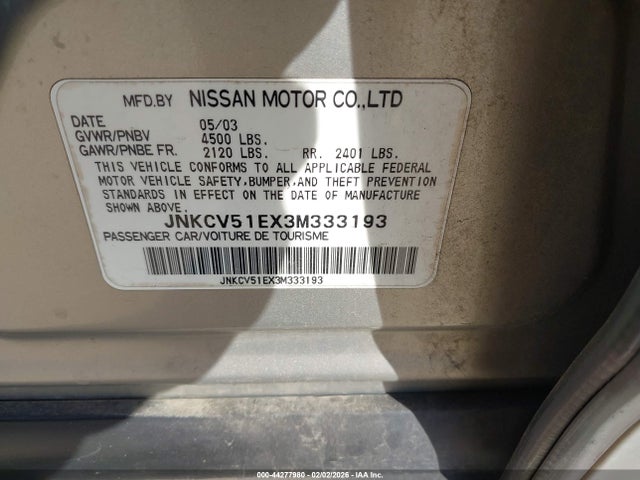 MFD.BY NISSAN MOTOR CO.,LTD
DATE 05/03
GVWR/PNBV 4500 LBS.
GAWR/PNBE FR. 2120 LBS. RR. 2401 LBS.
THIS VEHICLE CONFORMS TO ALL APPLICABLE FEDERAL
MOTOR VEHICLE SAFETY,BUMPER,AND THEFT PREVENTION
STANDARDS IN EFFECT ON THE DATE OF MANUFACTURE
SHOWN ABOVE.
JNKCV51EX3M333193
PASSENGER CAR/VOITURE DE TOURISME
JNKCV51EX3M333193
000-44277980 - 02/02/2026 - IAA Inc.